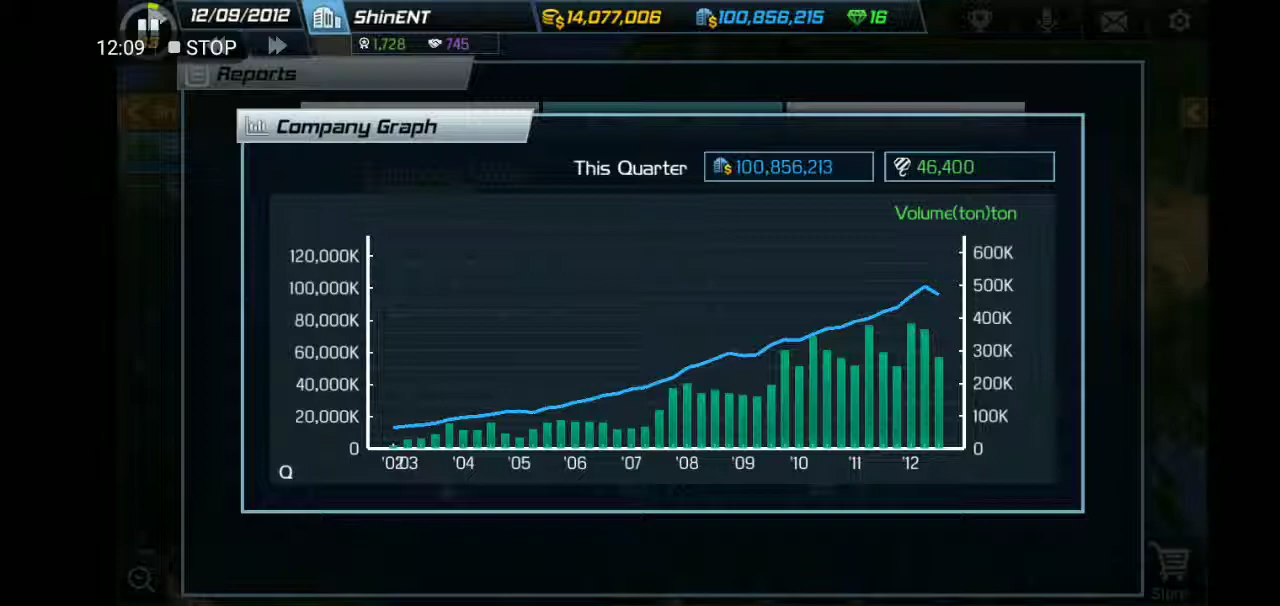 12/09/2012 ShinENT 14,077,006 100,856,215 16
12:09 STOP 1,728 745
Reports
Company Graph
This Quarter 100,856,213 46,400
Volume(ton)ton
120,000K 600K
100,000K 500K
80,000K 400K
60,000K 300K
40,000K 200K
20,000K 100K
0 0
'02 '03 '04 '05 '06 '07 '08 '09 '10 '11 '12
Q
Store